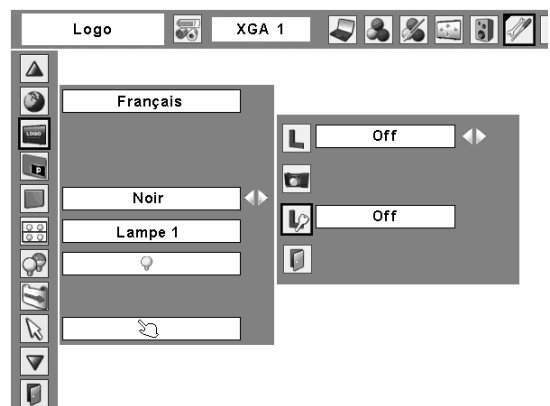 Logo
XGA 1
Français
LOGO
Off
P
Noir
Lampe 1
Off